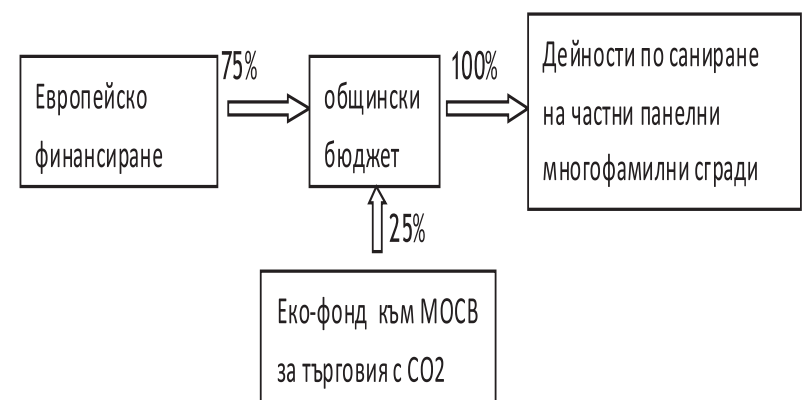 Европейско
финансиране
75%
общински
бюджет
100%
Дейности по саниране
на частни панелни
многофамилни сгради
25%
Еко-фонд към МОСВ
за търговия с СО2